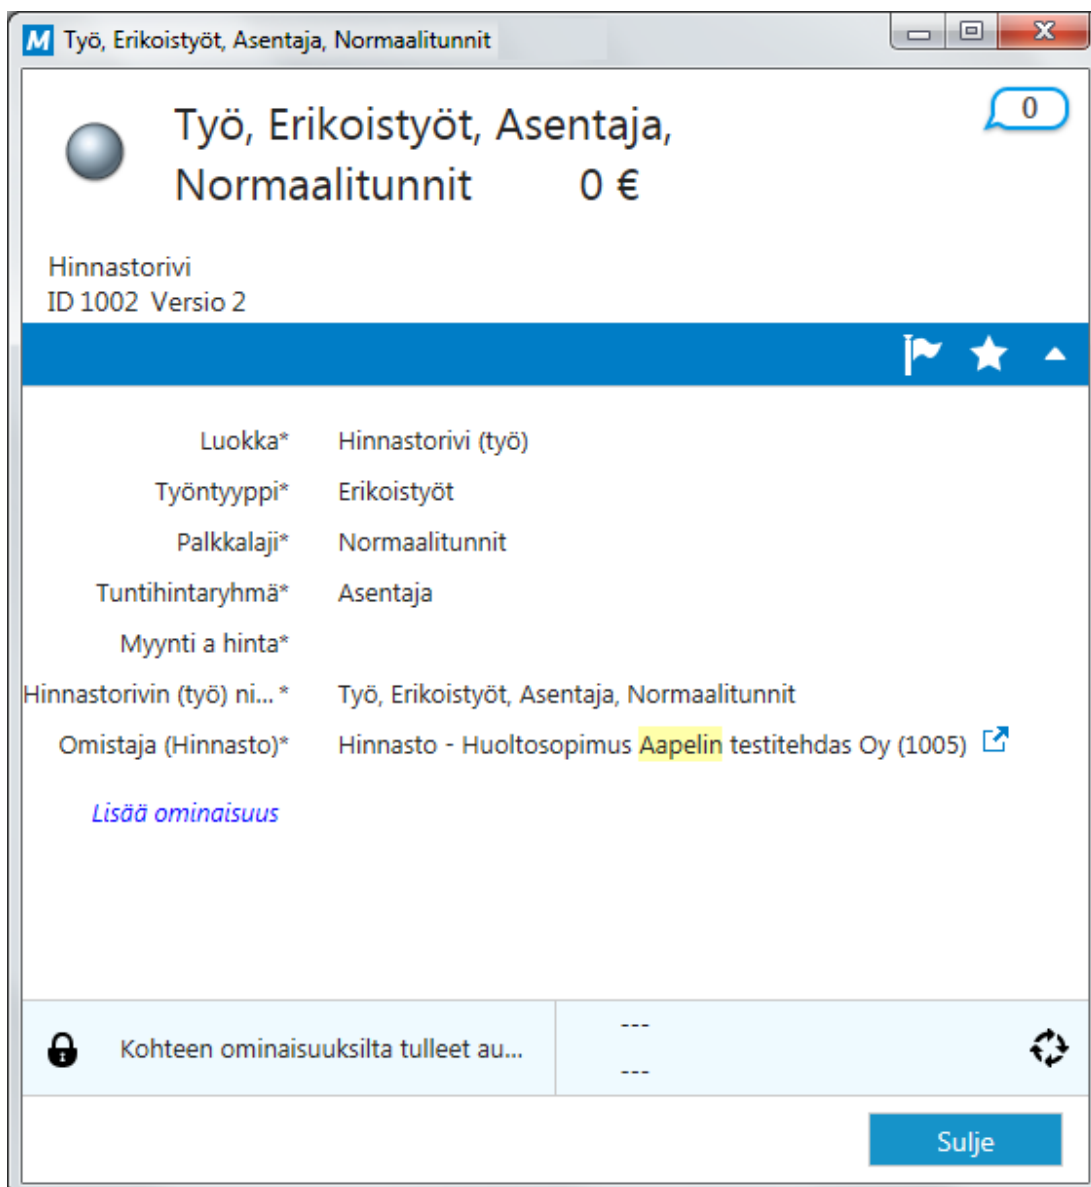 M Työ, Erikoistyöt, Asentaja, Normaalitunnit
0
Työ, Erikoistyöt, Asentaja,
Normaalitunnit 0 €
Hinnastorivi
ID 1002 Versio 2
Luokka* Hinnastorivi (työ)
Työntyyppi* Erikoistyöt
Palkkalaji* Normaalitunnit
Tuntihintaryhmä* Asentaja
Myynti a hinta*
Hinnastorivin (työ) ni... * Työ, Erikoistyöt, Asentaja, Normaalitunnit
Omistaja (Hinnasto)* Hinnasto - Huoltosopimus Aapelin testitehdas Oy (1005)
Lisää ominaisuus
Kohteen ominaisuuksilta tulleet au...
---
---
Sulje